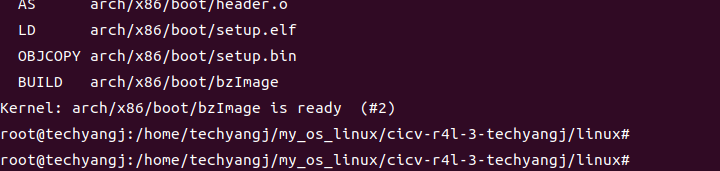 AS      arch/x86/boot/header.o
LD      arch/x86/boot/setup.elf
OBJCOPY arch/x86/boot/setup.bin
BUILD   arch/x86/boot/bzImage
Kernel: arch/x86/boot/bzImage is ready  (#2)
root@techyangj:/home/techyangj/my_os_linux/cicv-r4l-3-techyangj/linux#
root@techyangj:/home/techyangj/my_os_linux/cicv-r4l-3-techyangj/linux#